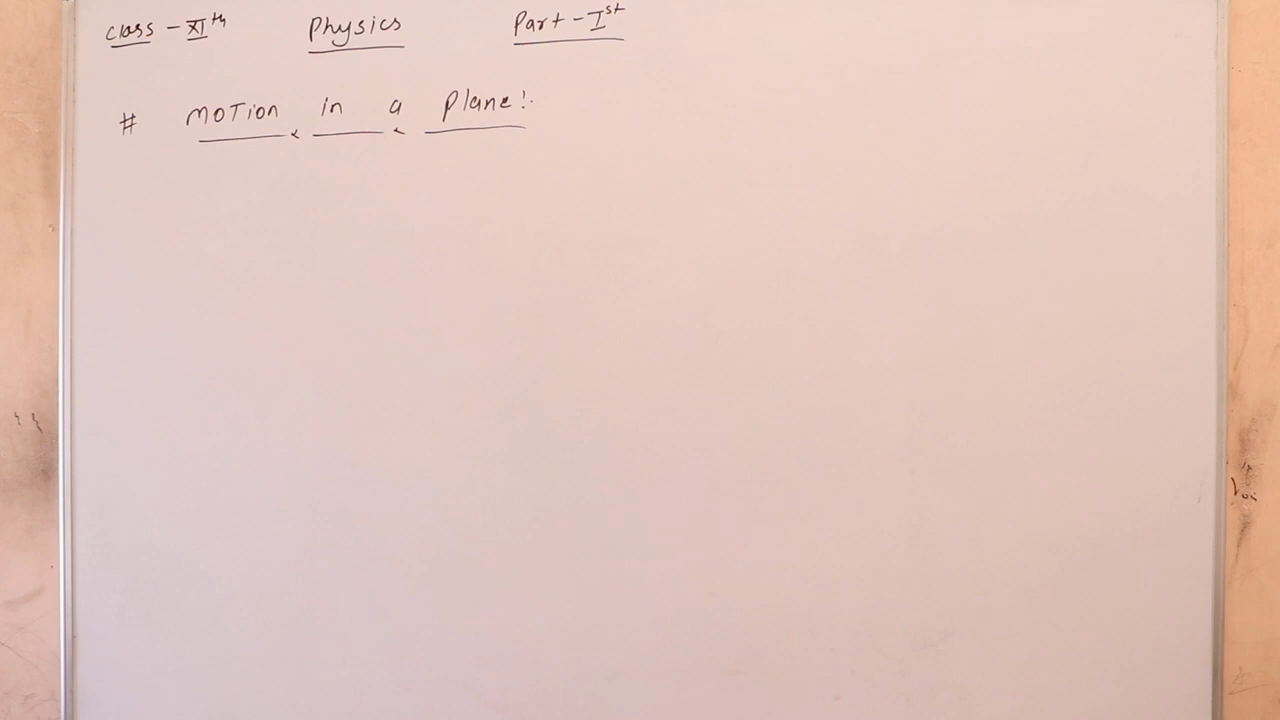 class - XIth Physics Part - Ist
# MOTion in a Plane:.